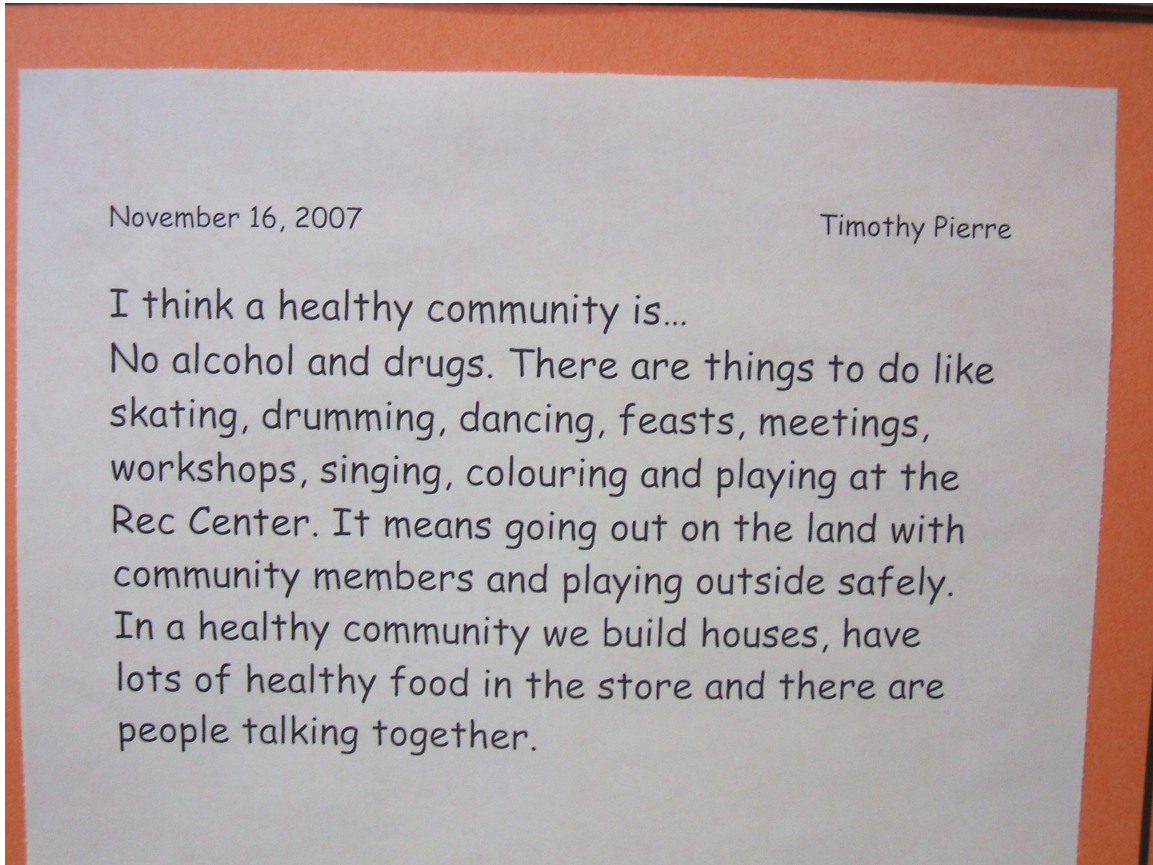 November 16, 2007 Timothy Pierre
I think a healthy community is...
No alcohol and drugs. There are things to do like
skating, drumming, dancing, feasts, meetings,
workshops, singing, colouring and playing at the
Rec Center. It means going out on the land with
community members and playing outside safely.
In a healthy community we build houses, have
lots of healthy food in the store and there are
people talking together.